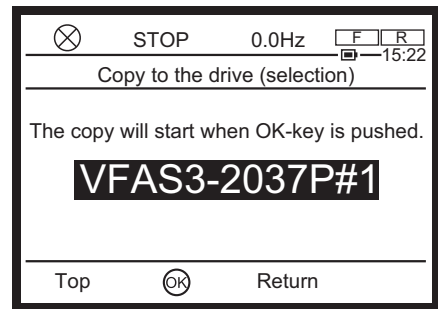 STOP 0.0Hz F R
15:22
Copy to the drive (selection)
The copy will start when OK-key is pushed.
VFAS3-2037P#1
Top OK Return